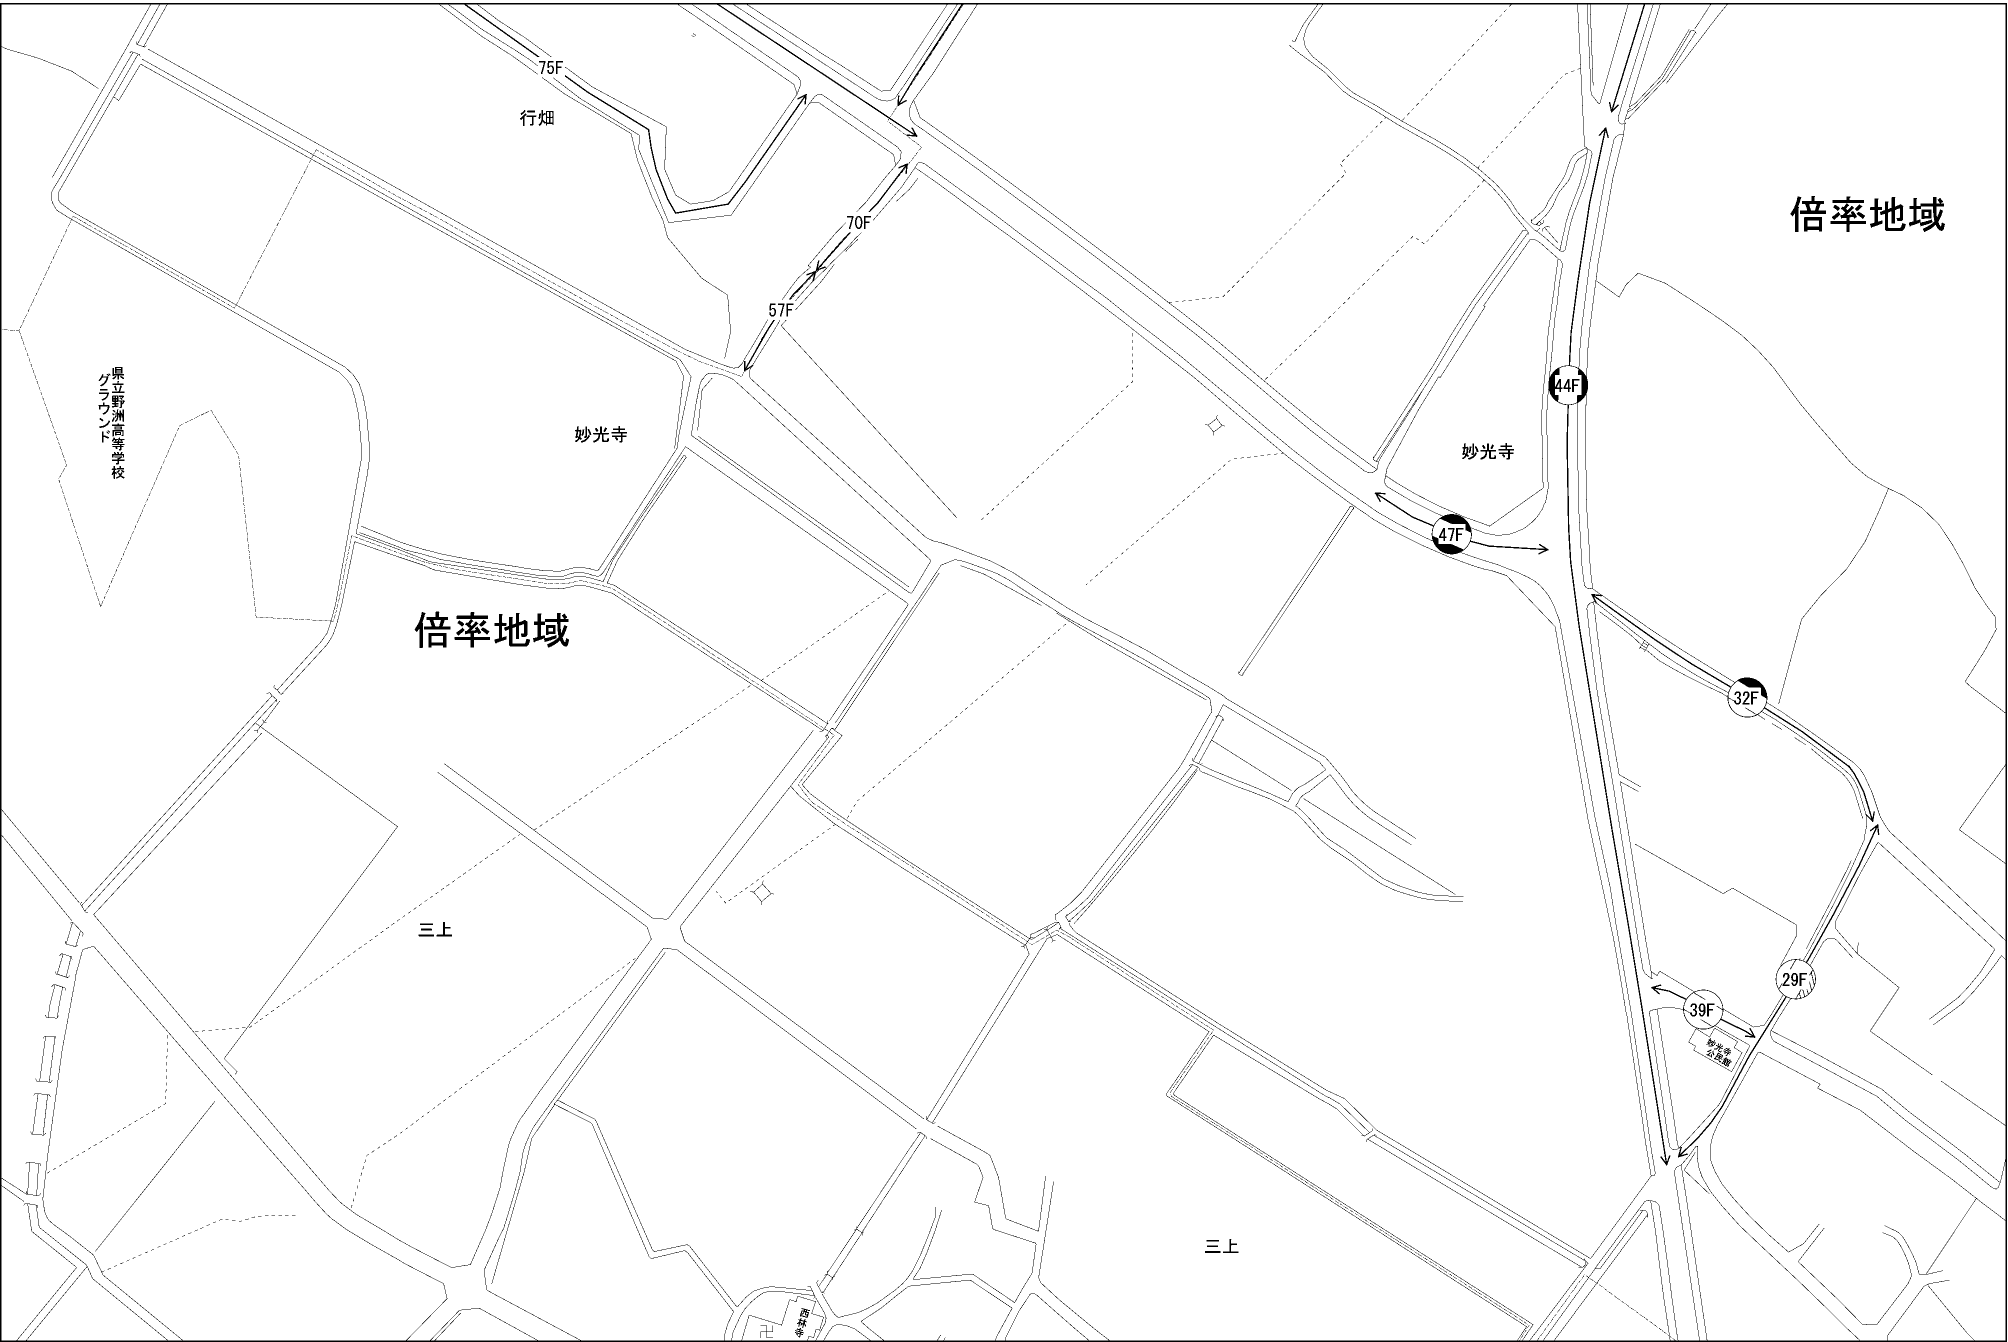 75F
行畑
倍率地域
70F
57F
県立野洲高等学校
グラウンド
44F
妙光寺
妙光寺
47F
倍率地域
32F
三上
29F
39F
妙光寺
公民館
三上
西林寺
卍